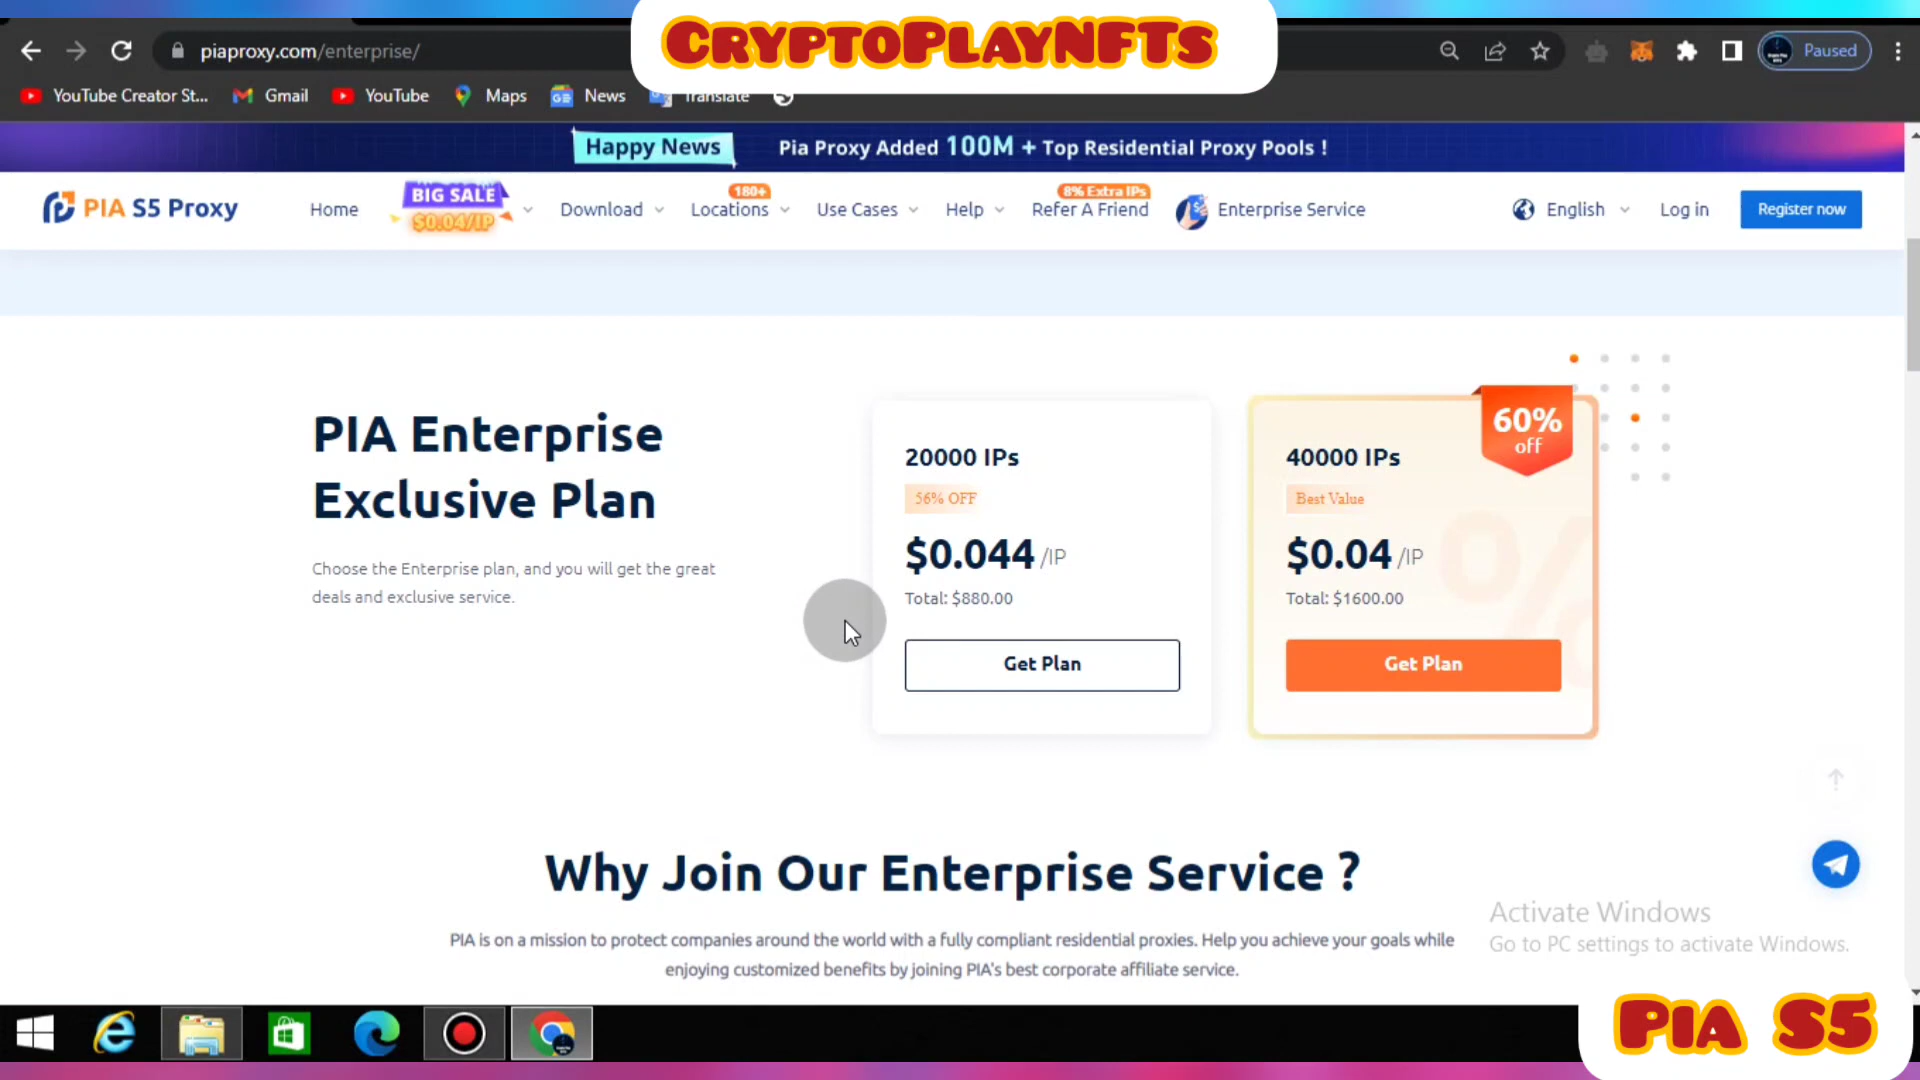 CryptoPlayNFTs
piaproxy.com/enterprise/
Paused
YouTube Creator St...
Gmail
YouTube
Maps
News
Translate
Happy News
Pia Proxy Added 100M + Top Residential Proxy Pools !
PIA S5 Proxy
Home
BIG SALE
$0.04/IP
Download
180+
Locations
Use Cases
Help
8% Extra IPs
Refer A Friend
Enterprise Service
English
Log in
Register now
PIA Enterprise
Exclusive Plan
Choose the Enterprise plan, and you will get the great
deals and exclusive service.
20000 IPs
56% OFF
$0.044 /IP
Total: $880.00
Get Plan
60%
off
40000 IPs
Best Value
$0.04 /IP
Total: $1600.00
Get Plan
Why Join Our Enterprise Service ?
PIA is on a mission to protect companies around the world with a fully compliant residential proxies. Help you achieve your goals while
enjoying customized benefits by joining PIA's best corporate affiliate service.
Activate Windows
Go to PC settings to activate Windows.
Pia S5